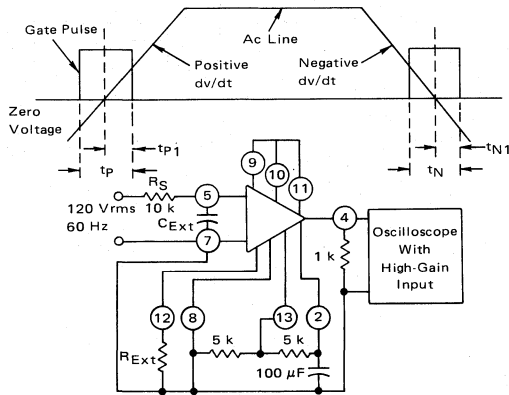 Gate Pulse
Ac Line
Positive
dv/dt
Negative
dv/dt
Zero
Voltage
tP1
tP
tN1
tN
RS
10 k
120 Vrms
60 Hz
CExt
5
7
9
10
11
4
1 k
Oscilloscope
With
High-Gain
Input
12
8
13
2
RExt
5 k
5 k
100 μF